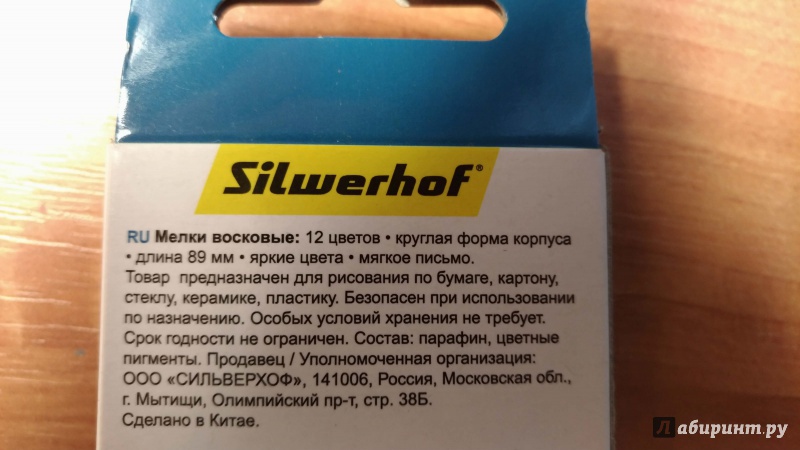 Silwerhof®
RU Мелки восковые: 12 цветов • круглая форма корпуса
• длина 89 мм • яркие цвета • мягкое письмо.
Товар предназначен для рисования по бумаге, картону,
стеклу, керамике, пластику. Безопасен при использовании
по назначению. Особых условий хранения не требует.
Срок годности не ограничен. Состав: парафин, цветные
пигменты. Продавец / Уполномоченная организация:
ООО «СИЛЬВЕРХОФ», 141006, Россия, Московская обл.,
г. Мытищи, Олимпийский пр-т, стр. 38Б.
Сделано в Китае.
Лабиринт.ру